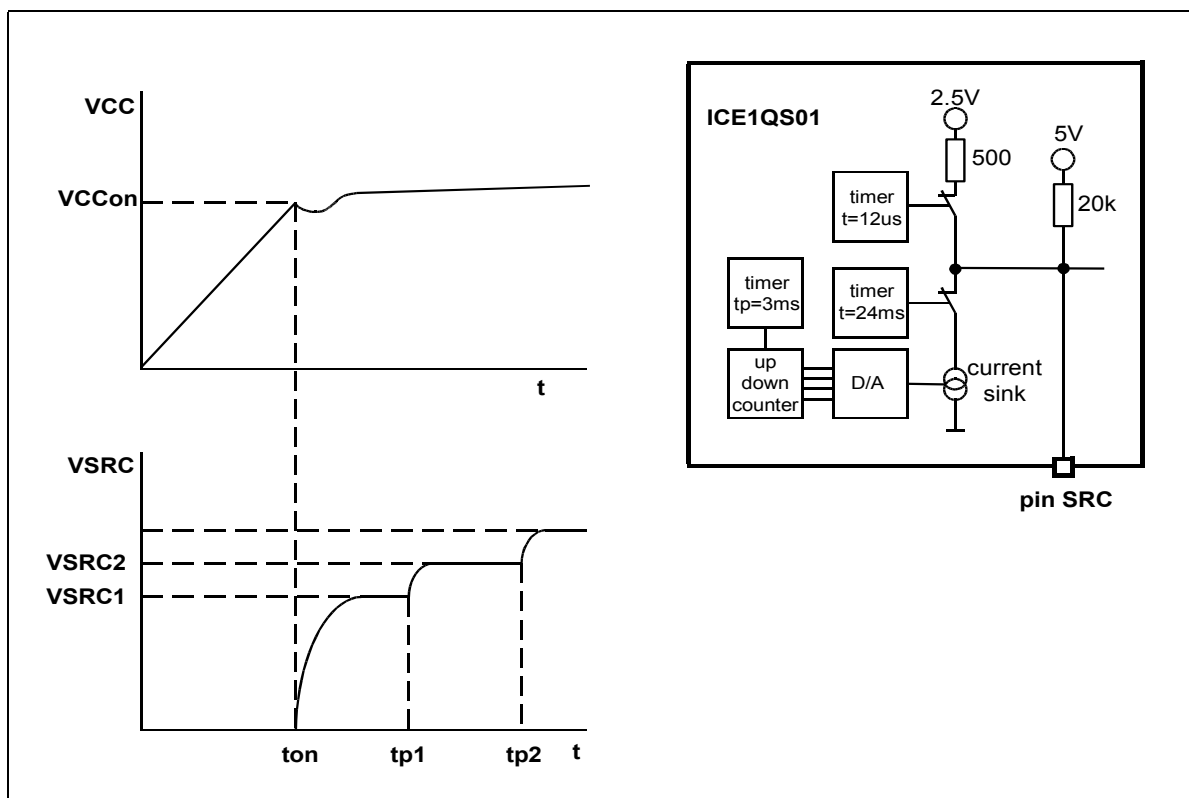 VCC
VCCon
t
VSRC
VSRC2
VSRC1
ton
tp1
tp2
t
ICE1QS01
2.5V
500
5V
20k
timer
t=12us
timer
tp=3ms
timer
t=24ms
up
down
counter
D/A
current
sink
pin SRC